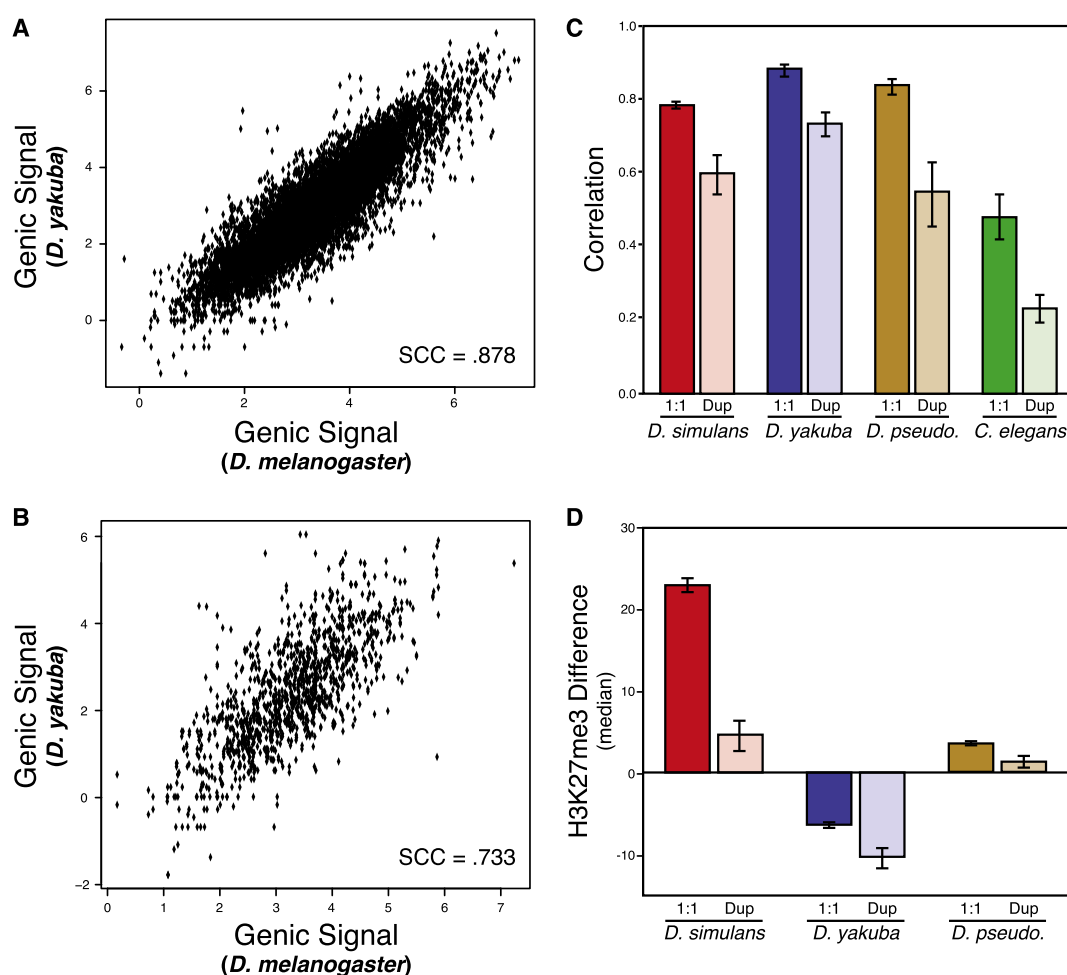 A
Genic Signal
(D. yakuba)
6
4
2
0
SCC = .878
0 2 4 6
Genic Signal
(D. melanogaster)
C
Correlation
1.0
0.8
0.6
0.4
0.2
0.0
1:1 Dup 1:1 Dup 1:1 Dup 1:1 Dup
D. simulans D. yakuba D. pseudo. C. elegans
B
Genic Signal
(D. yakuba)
6
4
2
0
−2
SCC = .733
0 1 2 3 4 5 6 7
Genic Signal
(D. melanogaster)
D
H3K27me3 Difference
(median)
30
20
10
0
-10
1:1 Dup 1:1 Dup 1:1 Dup
D. simulans D. yakuba D. pseudo.